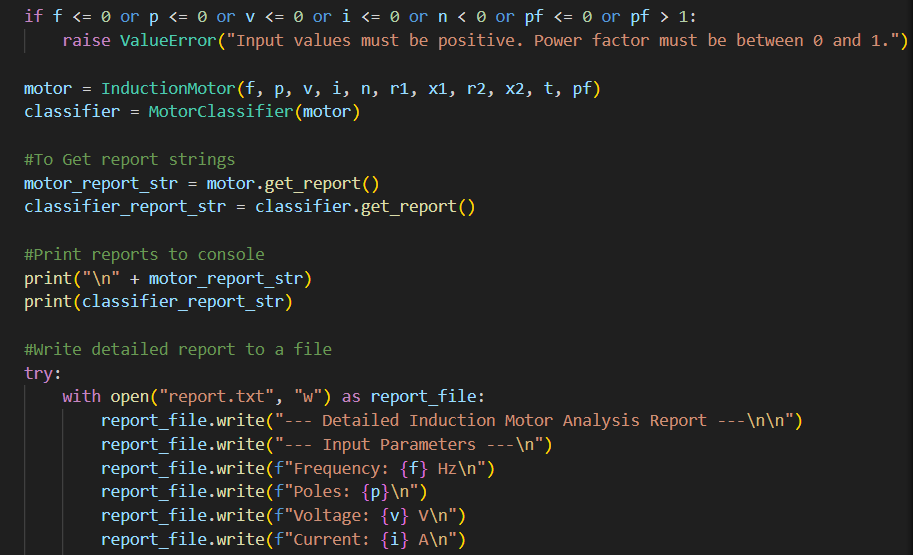 if f <= 0 or p <= 0 or v <= 0 or i <= 0 or n < 0 or pf <= 0 or pf > 1:
raise ValueError("Input values must be positive. Power factor must be between 0 and 1.")
motor = InductionMotor(f, p, v, i, n, r1, x1, r2, x2, t, pf)
classifier = MotorClassifier(motor)
#To Get report strings
motor_report_str = motor.get_report()
classifier_report_str = classifier.get_report()
#Print reports to console
print("\n" + motor_report_str)
print(classifier_report_str)
#Write detailed report to a file
try:
with open("report.txt", "w") as report_file:
report_file.write("--- Detailed Induction Motor Analysis Report ---\n\n")
report_file.write("--- Input Parameters ---\n")
report_file.write(f"Frequency: {f} Hz\n")
report_file.write(f"Poles: {p}\n")
report_file.write(f"Voltage: {v} V\n")
report_file.write(f"Current: {i} A\n")